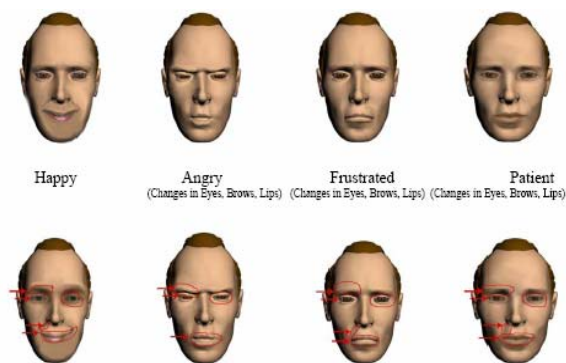 Happy Angry Frustrated Patient
(Changes in Eyes, Brows, Lips) (Changes in Eyes, Brows, Lips) (Changes in Eyes, Brows, Lips)